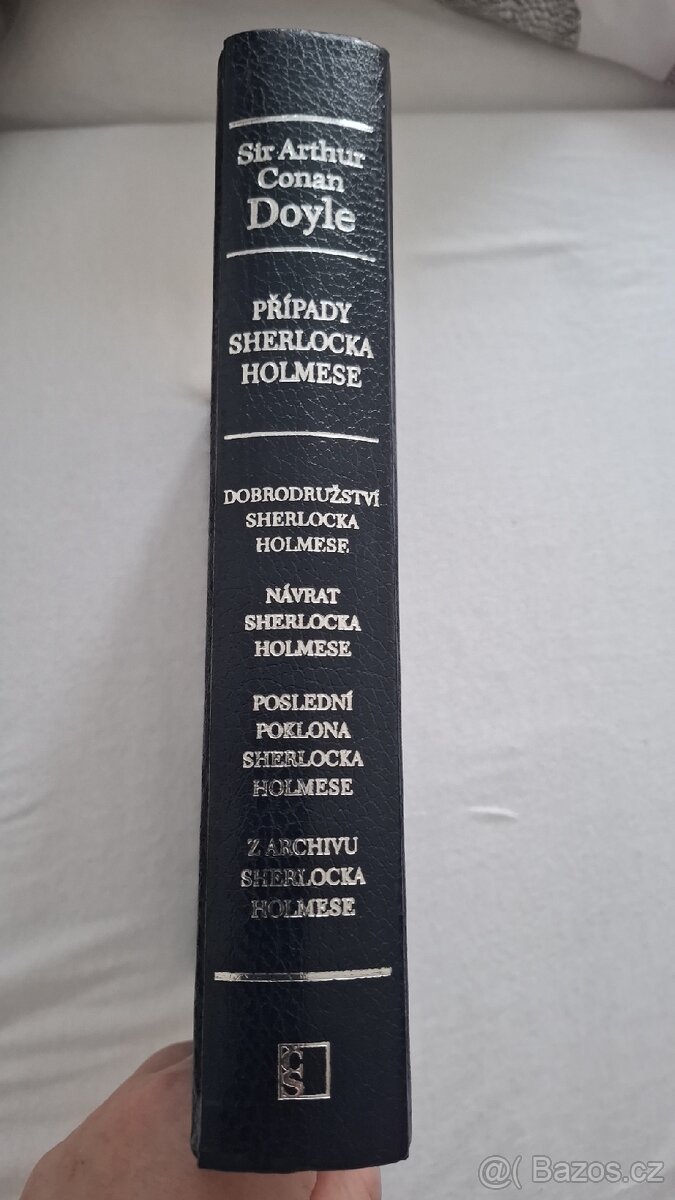 Sir Arthur
Conan
Doyle
PŘÍPADY
SHERLOCKA
HOLMESE
DOBRODRUŽSTVÍ
SHERLOCKA
HOLMESE
NÁVRAT
SHERLOCKA
HOLMESE
POSLEDNÍ
POKLONA
SHERLOCKA
HOLMESE
Z ARCHIVU
SHERLOCKA
HOLMESE
Č
S
@( Bazos.cz